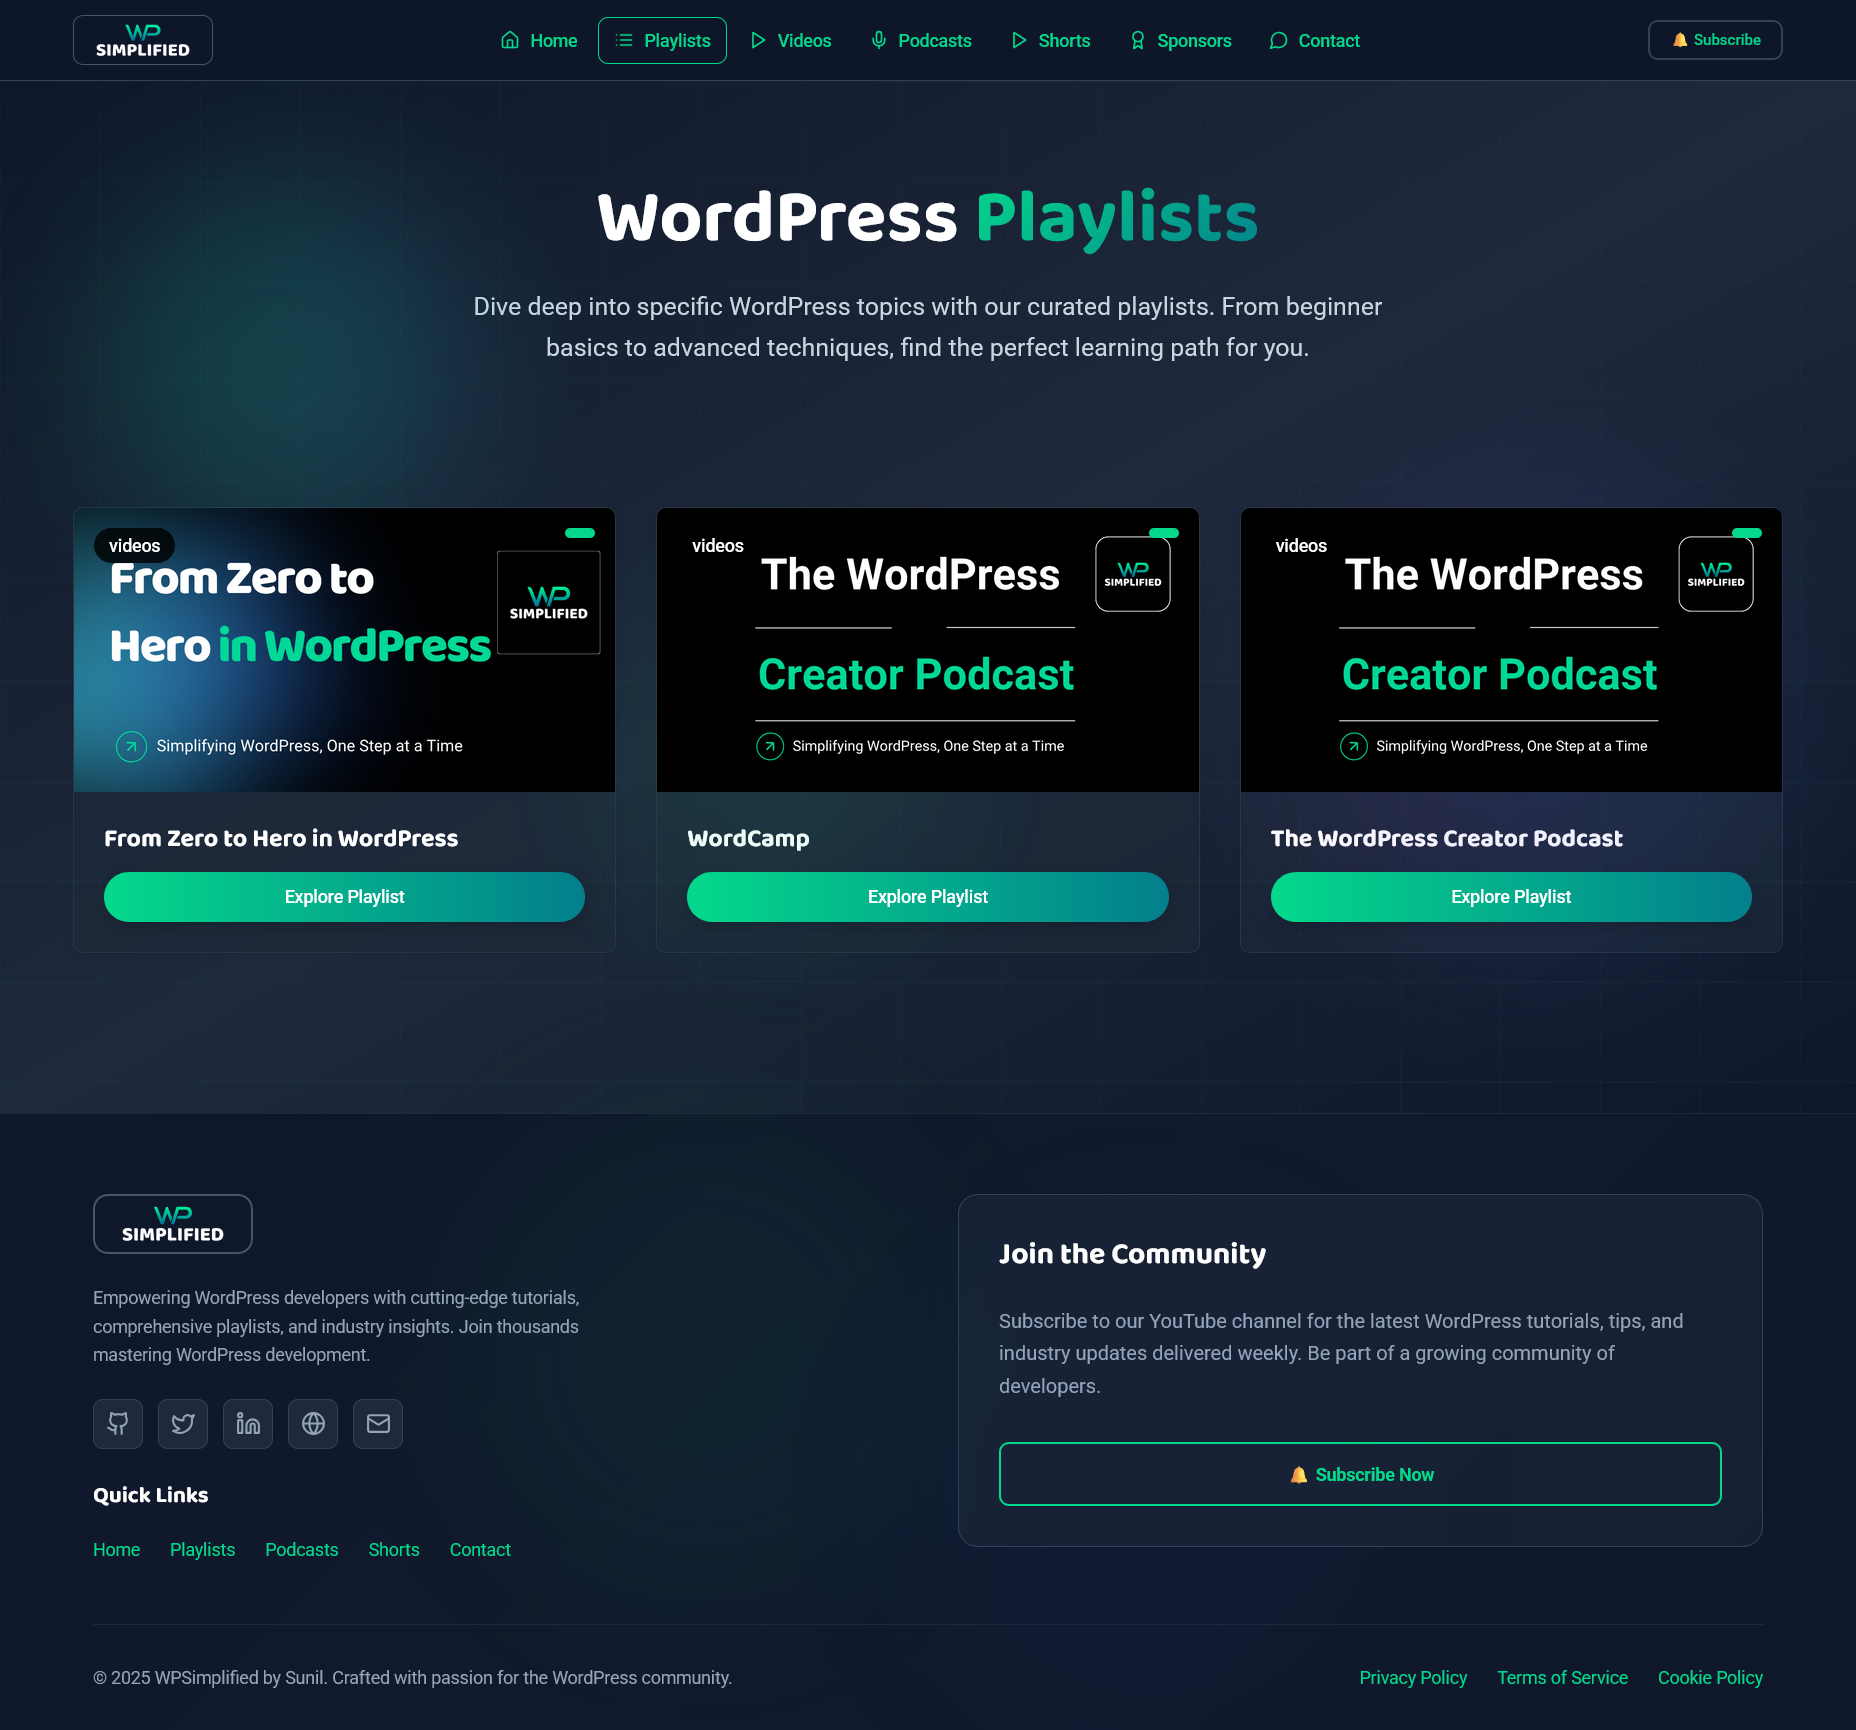 WP
SIMPLIFIED
Home
Playlists
Videos
Podcasts
Shorts
Sponsors
Contact
🔔 Subscribe
WordPress Playlists
Dive deep into specific WordPress topics with our curated playlists. From beginner
basics to advanced techniques, find the perfect learning path for you.
videos
From Zero to
Hero in WordPress
WP
SIMPLIFIED
Simplifying WordPress, One Step at a Time
From Zero to Hero in WordPress
Explore Playlist
videos
The WordPress
WP
SIMPLIFIED
Creator Podcast
Simplifying WordPress, One Step at a Time
WordCamp
Explore Playlist
videos
The WordPress
WP
SIMPLIFIED
Creator Podcast
Simplifying WordPress, One Step at a Time
The WordPress Creator Podcast
Explore Playlist
WP
SIMPLIFIED
Empowering WordPress developers with cutting-edge tutorials,
comprehensive playlists, and industry insights. Join thousands
mastering WordPress development.
Quick Links
Home
Playlists
Podcasts
Shorts
Contact
Join the Community
Subscribe to our YouTube channel for the latest WordPress tutorials, tips, and
industry updates delivered weekly. Be part of a growing community of
developers.
🔔 Subscribe Now
© 2025 WPSimplified by Sunil. Crafted with passion for the WordPress community.
Privacy Policy
Terms of Service
Cookie Policy